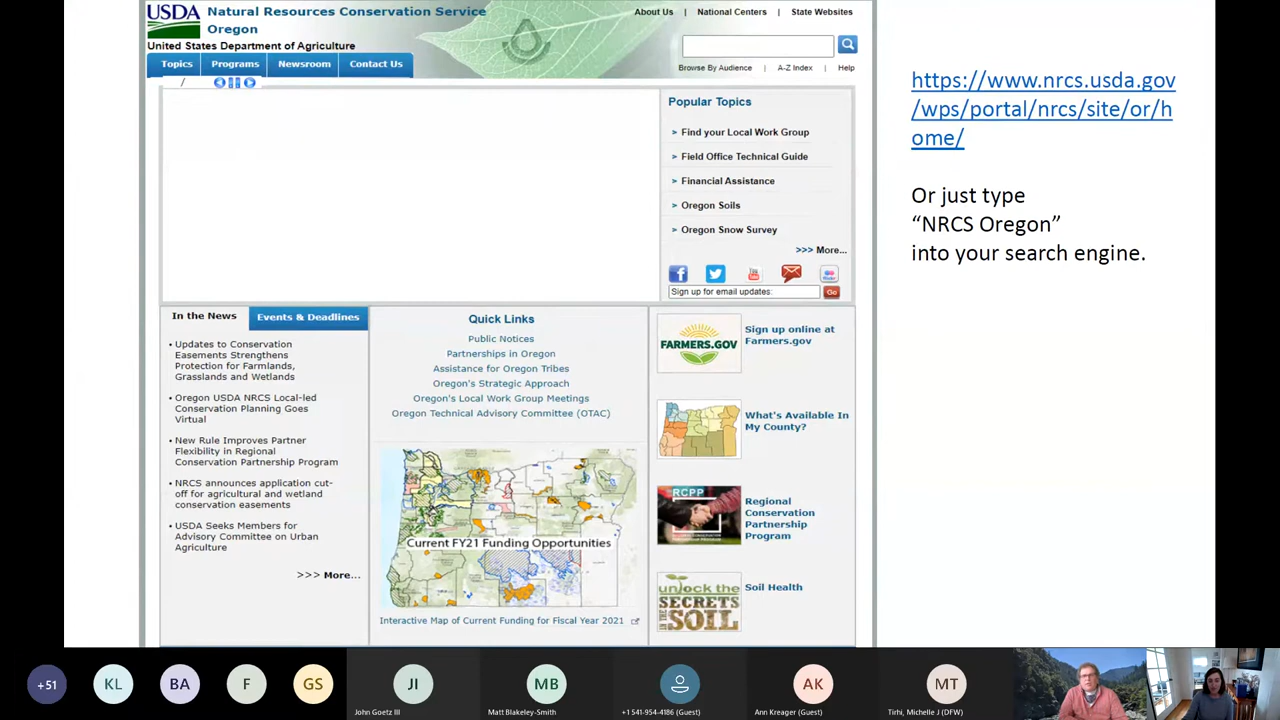 USDA
Natural Resources Conservation Service
Oregon
United States Department of Agriculture
About Us | National Centers | State Websites
Browse By Audience | A-Z Index | Help
Topics Programs Newsroom Contact Us
/
Popular Topics
> Find your Local Work Group
> Field Office Technical Guide
> Financial Assistance
> Oregon Soils
> Oregon Snow Survey
>>> More...
Sign up for email updates: Go
In the News Events & Deadlines
• Updates to Conservation
Easements Strengthens
Protection for Farmlands,
Grasslands and Wetlands
• Oregon USDA NRCS Local-led
Conservation Planning Goes
Virtual
• New Rule Improves Partner
Flexibility in Regional
Conservation Partnership Program
• NRCS announces application cut-
off for agricultural and wetland
conservation easements
• USDA Seeks Members for
Advisory Committee on Urban
Agriculture
>>> More...
Quick Links
Public Notices
Partnerships in Oregon
Assistance for Oregon Tribes
Oregon's Strategic Approach
Oregon's Local Work Group Meetings
Oregon Technical Advisory Committee (OTAC)
Current FY21 Funding Opportunities
Interactive Map of Current Funding for Fiscal Year 2021
FARMERS.GOV
Sign up online at
Farmers.gov
What's Available In
My County?
RCPP
Regional
Conservation
Partnership
Program
unlock the
SECRETS
IN THE
SOIL
Soil Health
https://www.nrcs.usda.gov
/wps/portal/nrcs/site/or/h
ome/
Or just type
“NRCS Oregon”
into your search engine.
+51
KL
BA
F
GS
JI
John Goetz III
MB
Matt Blakeley-Smith
+1 541-954-4186 (Guest)
AK
Ann Kreager (Guest)
MT
Tirhi, Michelle J (DFW)